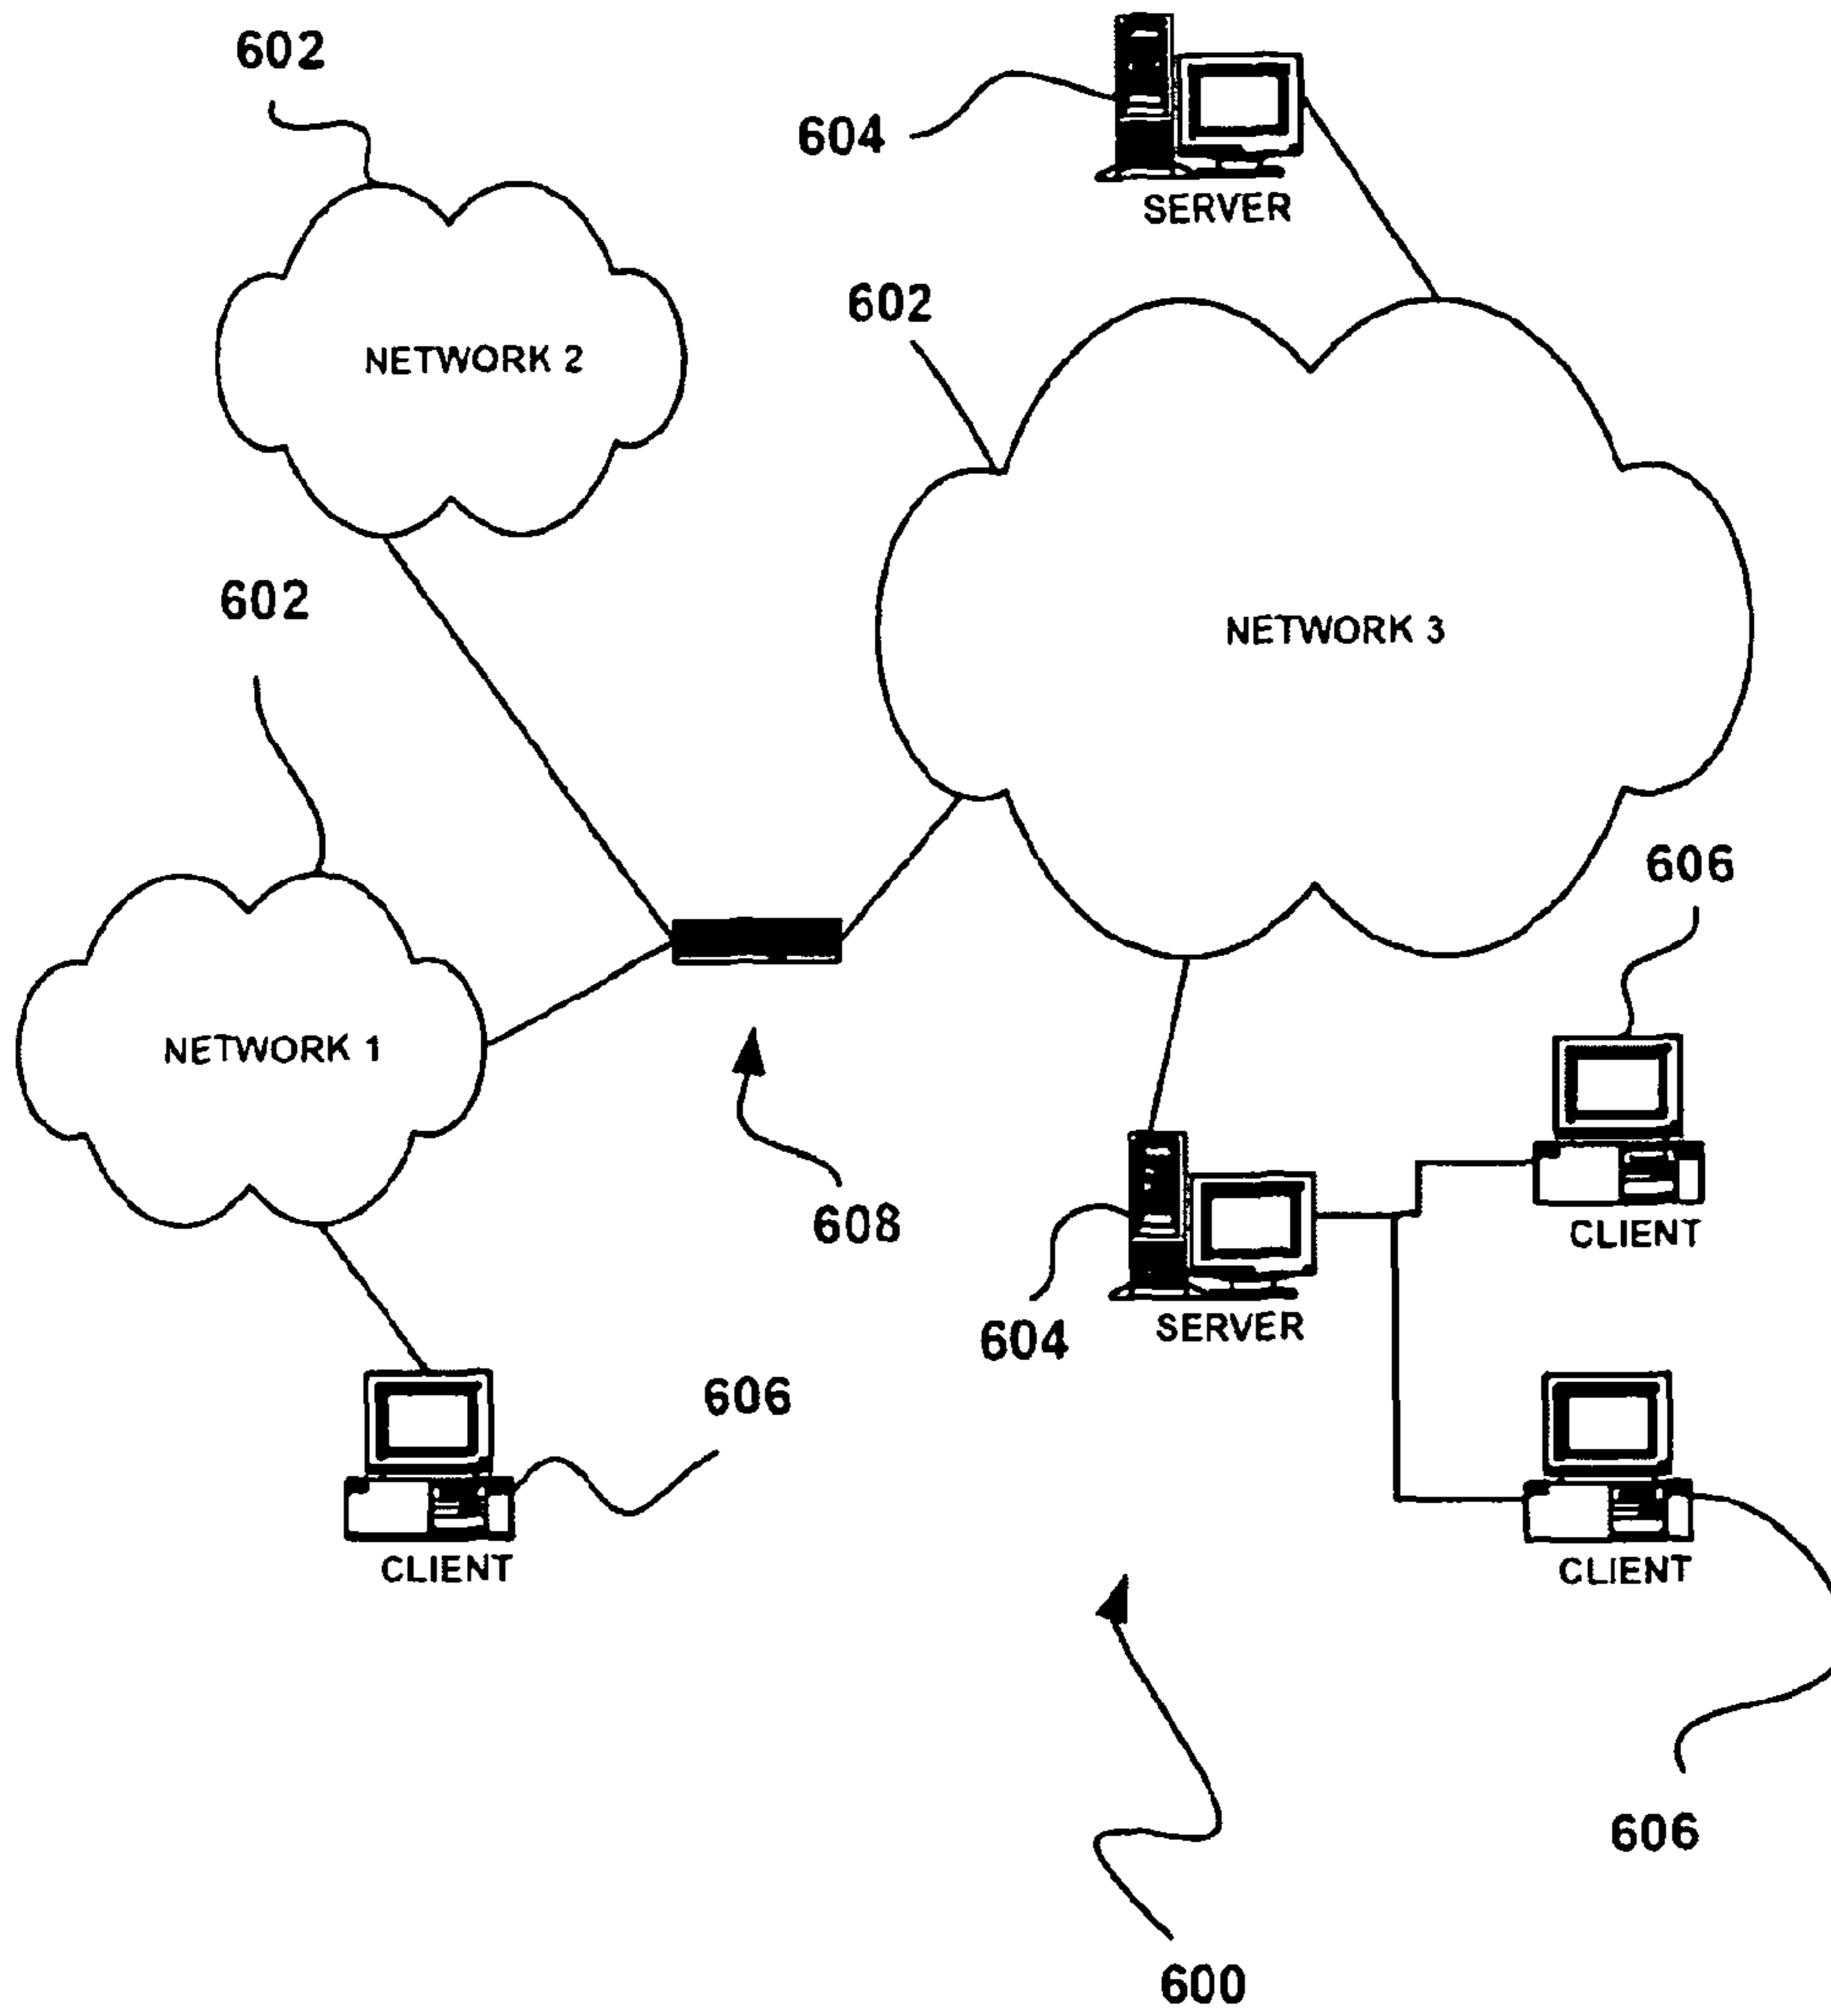 602
604
SERVER
602
NETWORK 2
602
NETWORK 3
606
NETWORK 1
608
CLIENT
604
SERVER
606
CLIENT
CLIENT
606
600